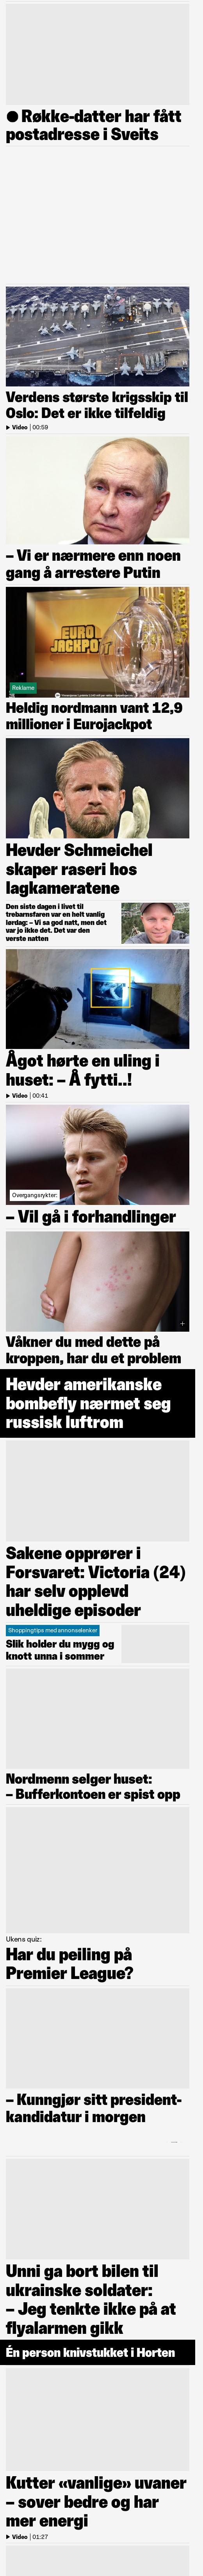 ● Røkke-datter har fått
postadresse i Sveits
Verdens største krigsskip til
Oslo: Det er ikke tilfeldig
Video | 00:59
– Vi er nærmere enn noen
gang å arrestere Putin
EURO
JACKPOT
Reklame
Heldig nordmann vant 12,9
millioner i Eurojackpot
Hevder Schmeichel
skaper raseri hos
lagkameratene
Den siste dagen i livet til
trebarnsfaren var en helt vanlig
lørdag: – Vi sa god natt, men det
var jo ikke det. Det var den
verste natten
Ågot hørte en uling i
huset: – Å fytti..!
Video | 00:41
Overgangsrykter:
– Vil gå i forhandlinger
Våkner du med dette på
kroppen, har du et problem
Hevder amerikanske
bombefly nærmet seg
russisk luftrom
Sakene opprører i
Forsvaret: Victoria (24)
har selv opplevd
uheldige episoder
Shoppingtips med annonselenker
Slik holder du mygg og
knott unna i sommer
Nordmenn selger huset:
– Bufferkontoen er spist opp
Ukens quiz:
Har du peiling på
Premier League?
– Kunngjør sitt president-
kandidatur i morgen
Unni ga bort bilen til
ukrainske soldater:
– Jeg tenkte ikke på at
flyalarmen gikk
Én person knivstukket i Horten
Kutter «vanlige» uvaner
– sover bedre og har
mer energi
Video | 01:27